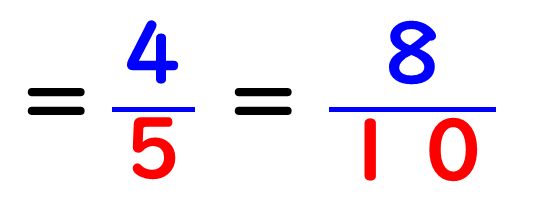 = 4/5 = 8/10